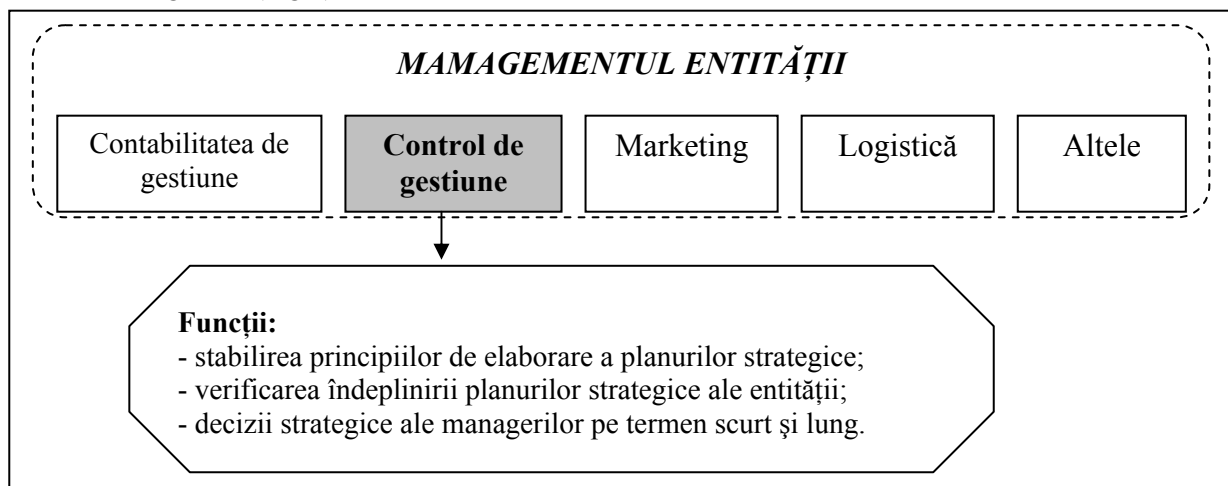 MAMAGEMENTUL ENTITĂȚII
Contabilitatea de
gestiune
Control de
gestiune
Marketing
Logistică
Altele
Funcții:
- stabilirea principiilor de elaborare a planurilor strategice;
- verificarea îndeplinirii planurilor strategice ale entității;
- decizii strategice ale managerilor pe termen scurt şi lung.